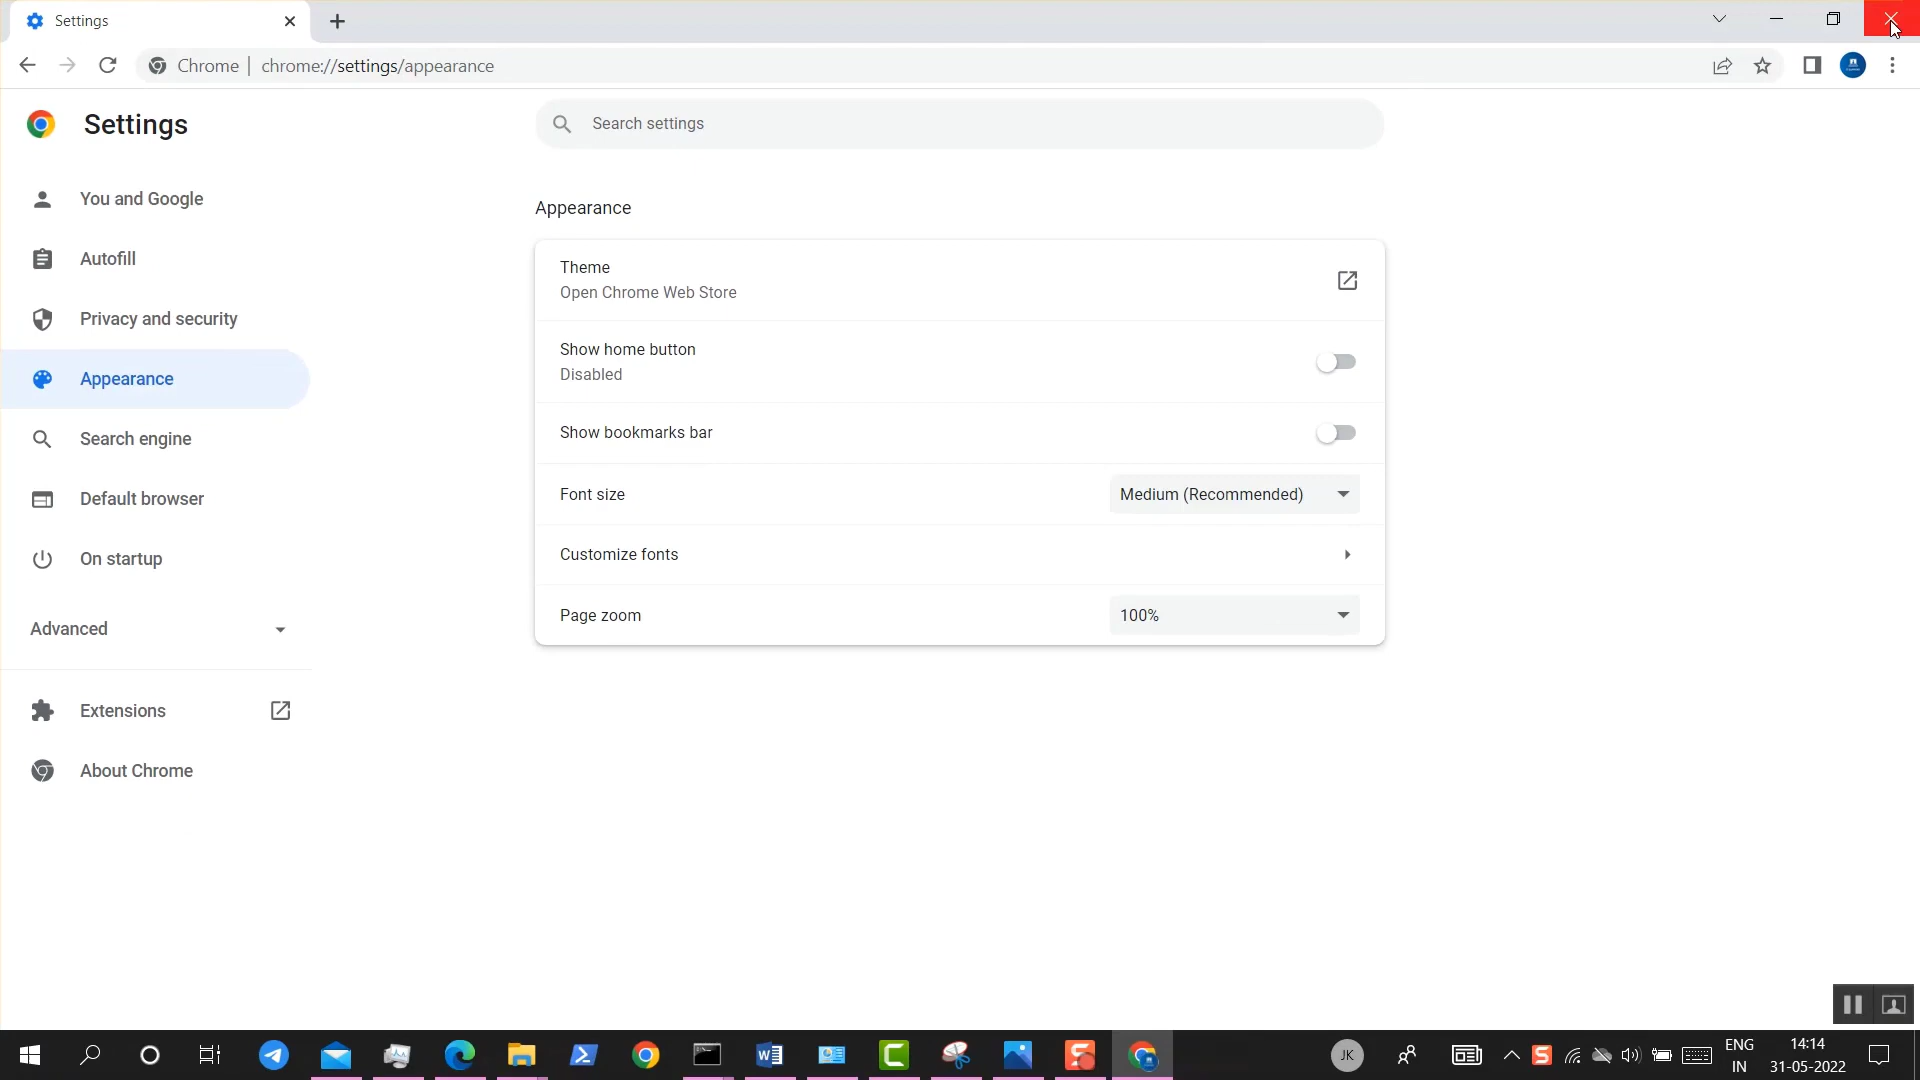 Settings
Chrome | chrome://settings/appearance
Settings
Search settings
You and Google
Autofill
Privacy and security
Appearance
Search engine
Default browser
On startup
Advanced
Extensions
About Chrome
Appearance
Theme
Open Chrome Web Store
Show home button
Disabled
Show bookmarks bar
Font size
Medium (Recommended)
Customize fonts
Page zoom
100%
JK
ENG
IN
14:14
31-05-2022